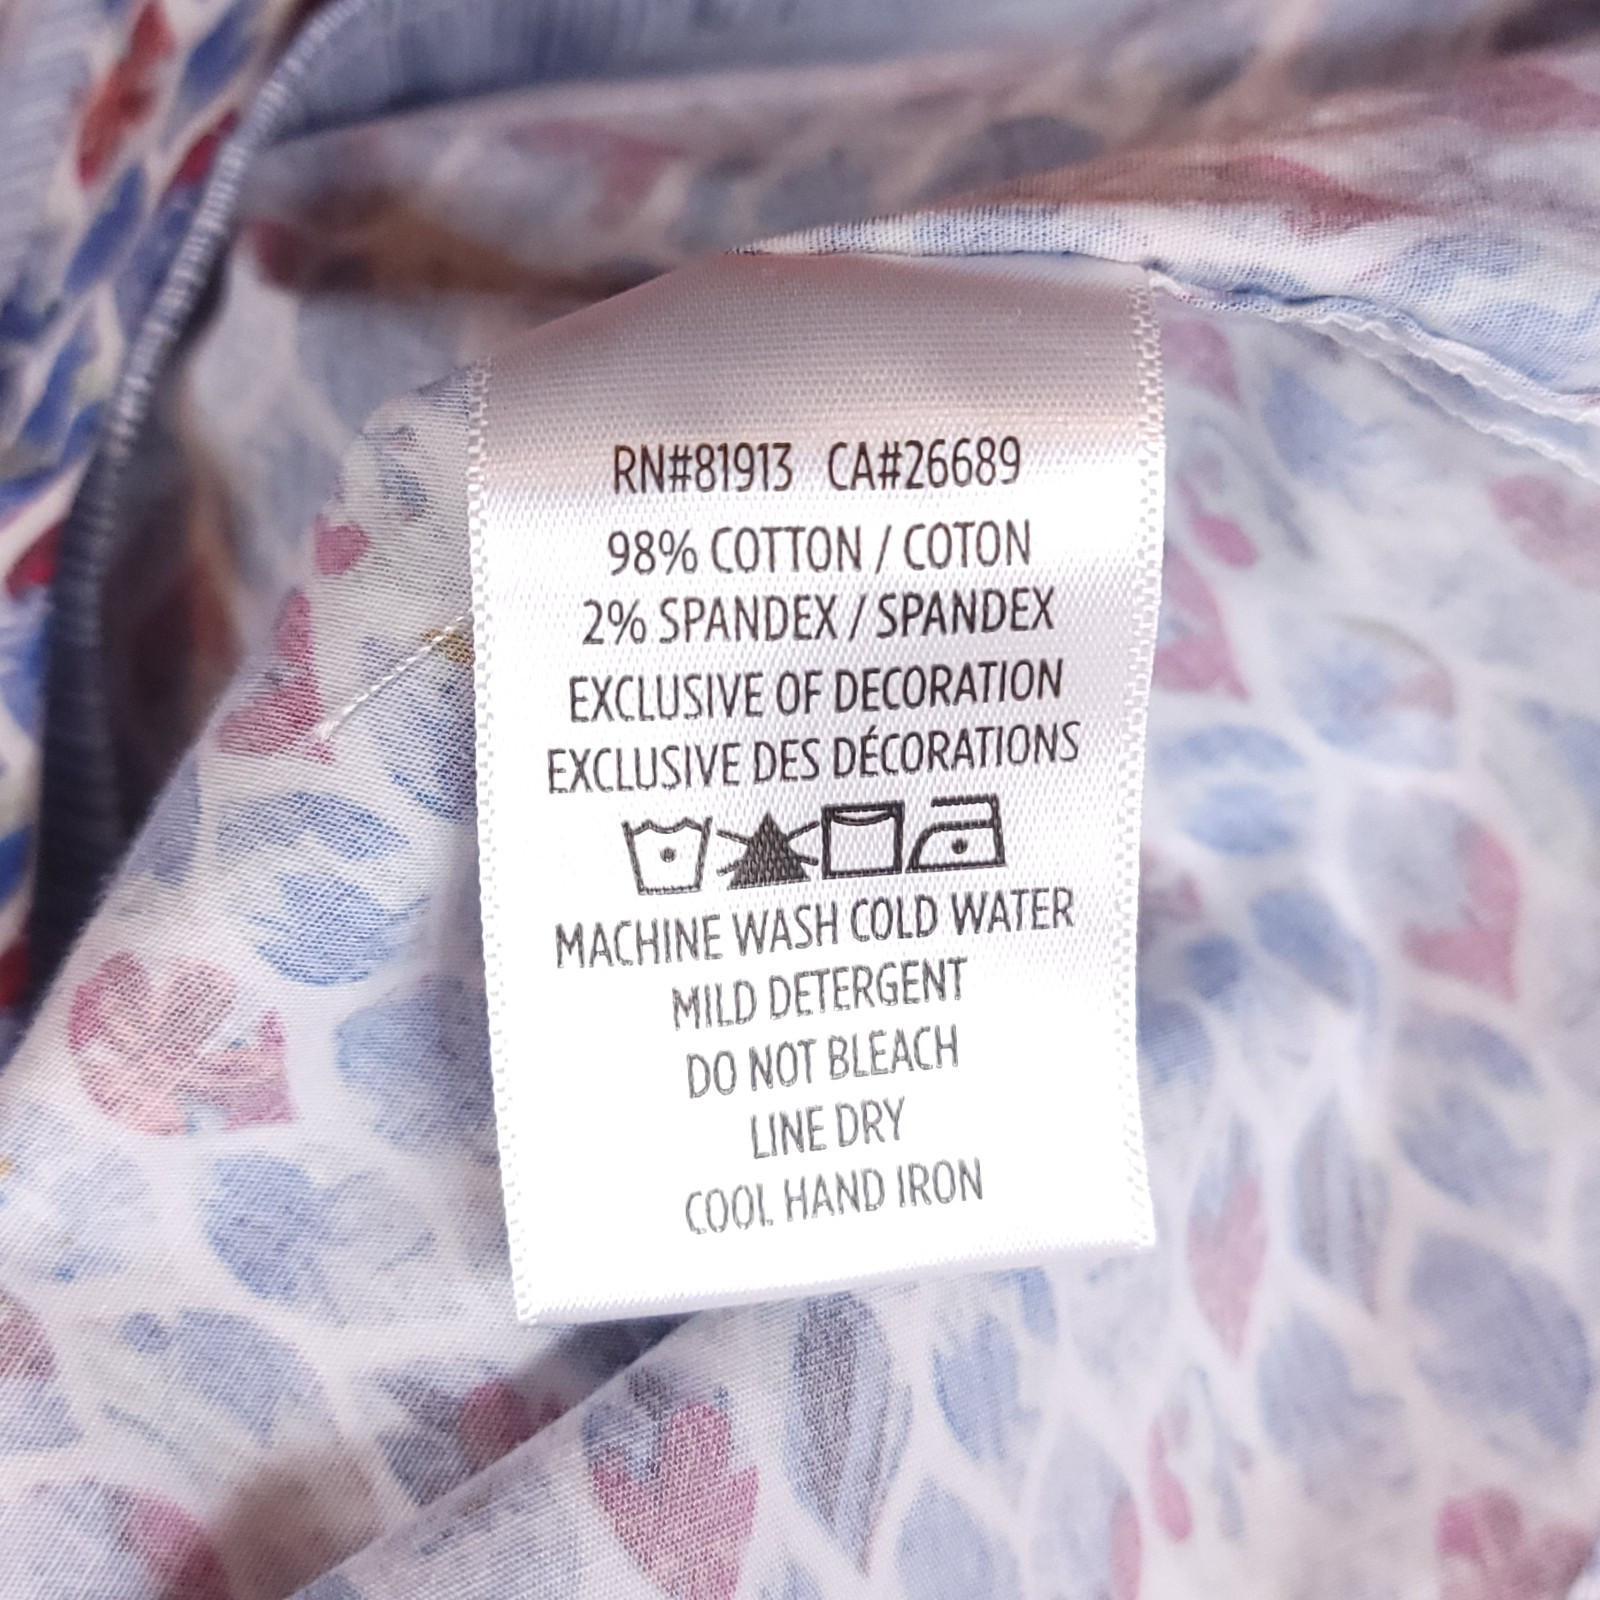 RN#81913 CA#26689
98% COTTON / COTON
2% SPANDEX / SPANDEX
EXCLUSIVE OF DECORATION
EXCLUSIVE DES DÉCORATIONS
MACHINE WASH COLD WATER
MILD DETERGENT
DO NOT BLEACH
LINE DRY
COOL HAND IRON